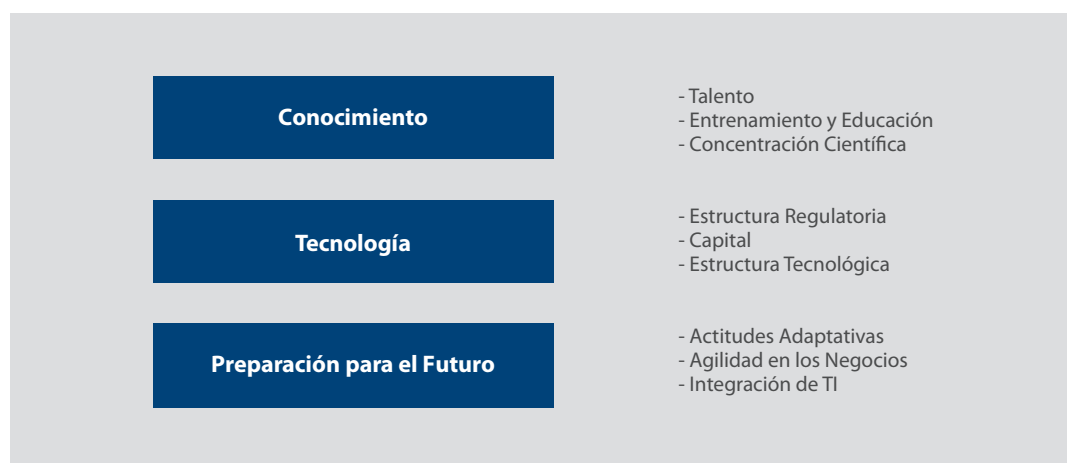 Conocimiento
- Talento
- Entrenamiento y Educación
- Concentración Científica
Tecnología
- Estructura Regulatoria
- Capital
- Estructura Tecnológica
Preparación para el Futuro
- Actitudes Adaptativas
- Agilidad en los Negocios
- Integración de TI